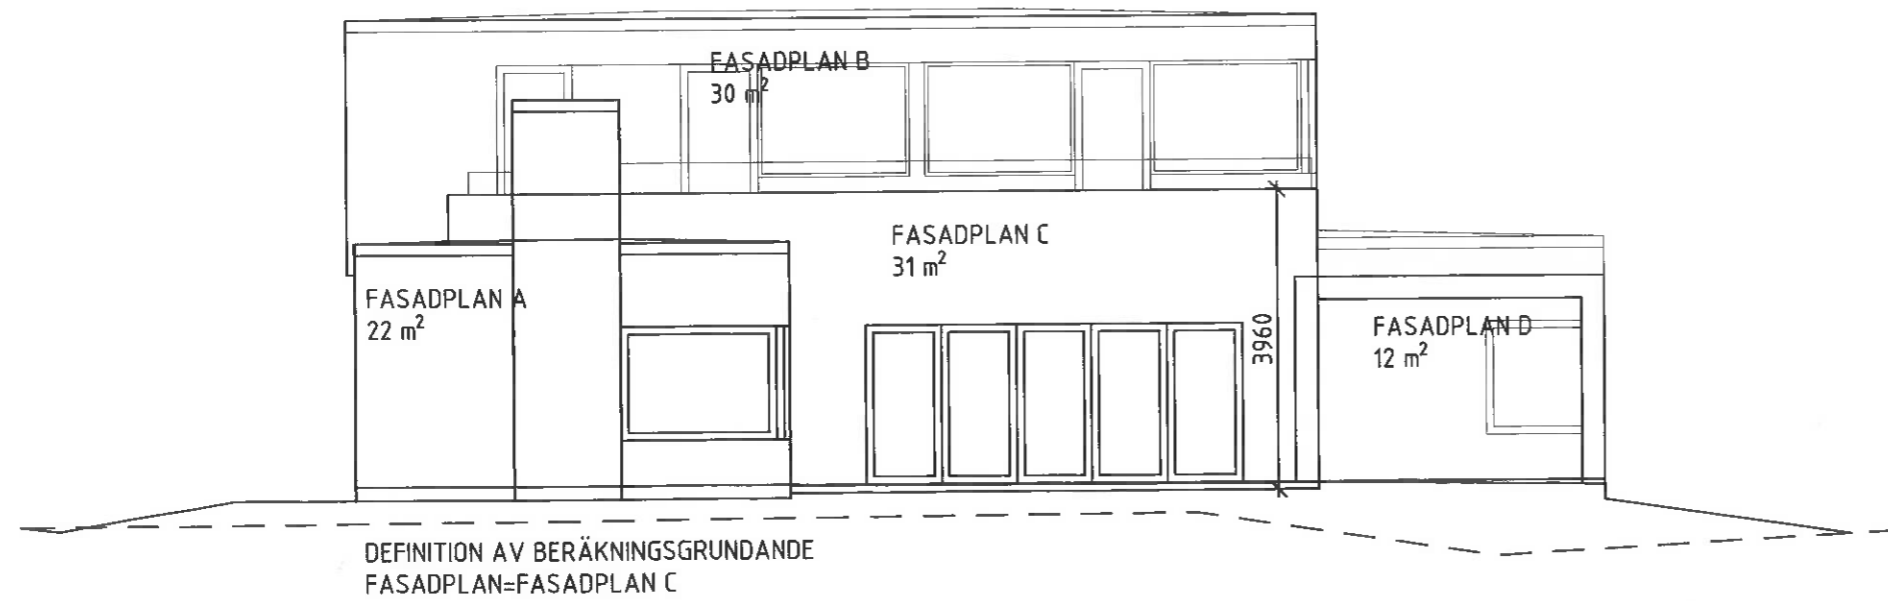 FASADPLAN B
30 m²
FASADPLAN C
31 m²
FASADPLAN A
22 m²
3960
FASADPLAN D
12 m²
DEFINITION AV BERÄKNINGSGRUNDANDE
FASADPLAN=FASADPLAN C